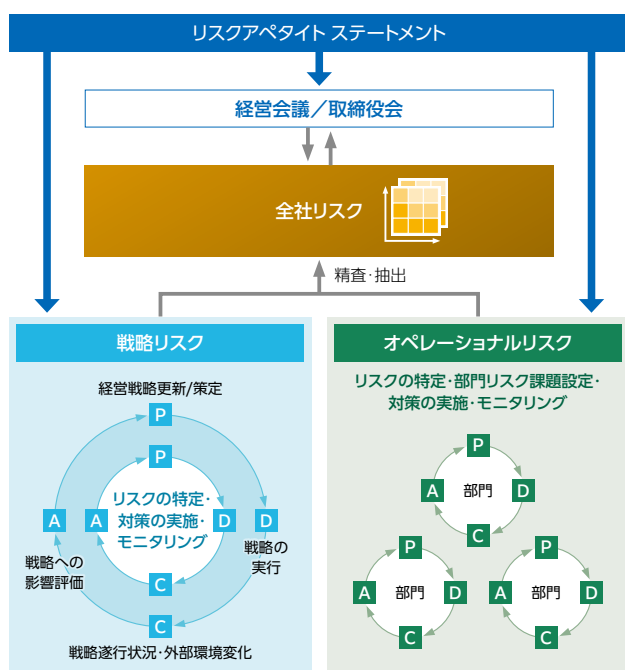 リスクアペタイト ステートメント
経営会議／取締役会
全社リスク
精査・抽出
戦略リスク
経営戦略更新/策定
P
P
リスクの特定・
対策の実施・
モニタリング
A
A
D
D
戦略への
影響評価
戦略の
実行
C
C
戦略遂行状況・外部環境変化
オペレーショナルリスク
リスクの特定・部門リスク課題設定・
対策の実施・モニタリング
P
A
部門
D
C
P
A
部門
D
C
P
A
部門
D
C